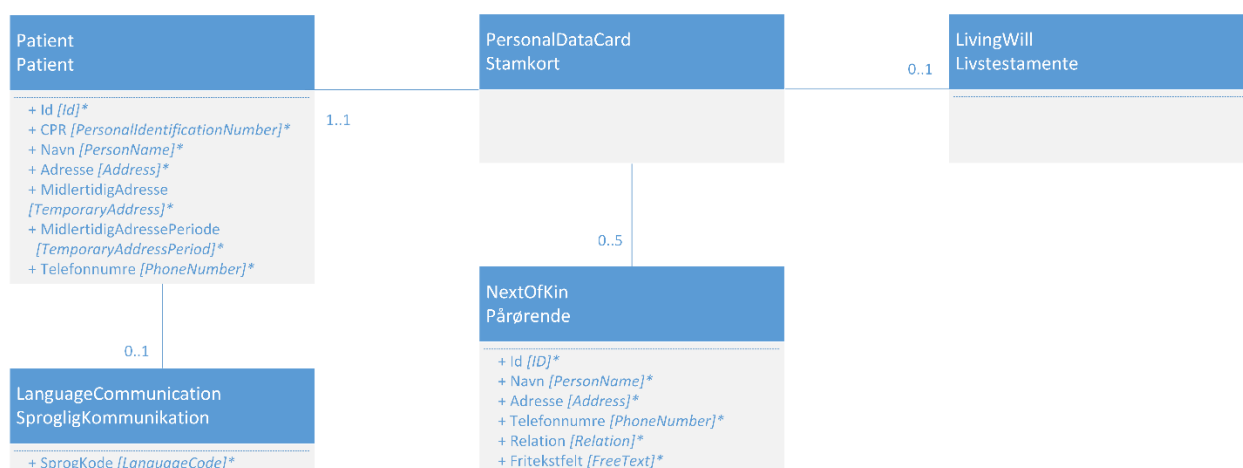 Patient
Patient
+ Id [Id]*
+ CPR [PersonalIdentificationNumber]*
+ Navn [PersonName]*
+ Adresse [Address]*
+ MidlertidigAdresse
[TemporaryAddress]*
+ MidlertidigAdressePeriode
[TemporaryAddressPeriod]*
+ Telefonnumre [PhoneNumber]*
1..1
PersonalDataCard
Stamkort
0..1
LivingWill
Livstestamente
0..5
NextOfKin
Pårørende
+ Id [ID]*
+ Navn [PersonName]*
+ Adresse [Address]*
+ Telefonnumre [PhoneNumber]*
+ Relation [Relation]*
+ Fritekstfelt [FreeText]*
0..1
LanguageCommunication
SprogligKommunikation
+ SprogKode [LanguageCode]*